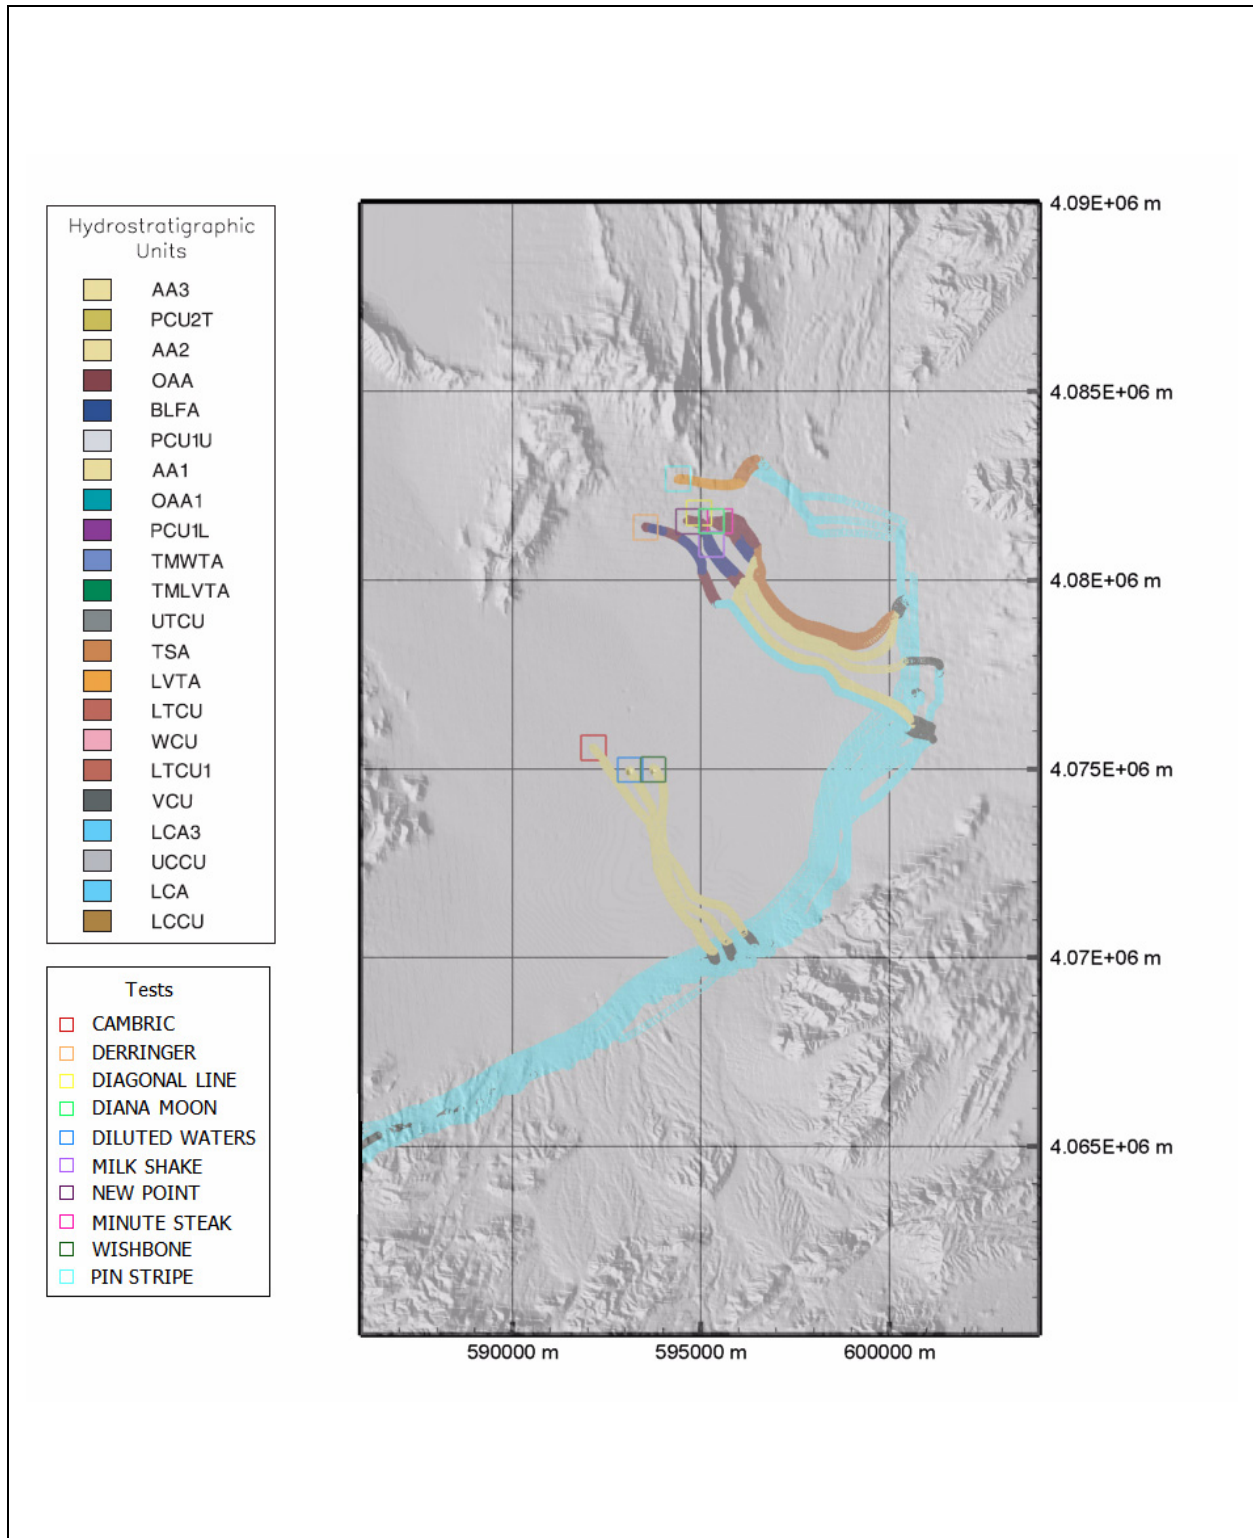 Hydrostratigraphic
Units
AA3
PCU2T
AA2
OAA
BLFA
PCU1U
AA1
OAA1
PCU1L
TMWTA
TMLVTA
UTCU
TSA
LVTA
LTCU
WCU
LTCU1
VCU
LCA3
UCCU
LCA
LCCU
Tests
CAMBRIC
DERRINGER
DIAGONAL LINE
DIANA MOON
DILUTED WATERS
MILK SHAKE
NEW POINT
MINUTE STEAK
WISHBONE
PIN STRIPE
4.09E+06 m
4.085E+06 m
4.08E+06 m
4.075E+06 m
4.07E+06 m
4.065E+06 m
590000 m
595000 m
600000 m